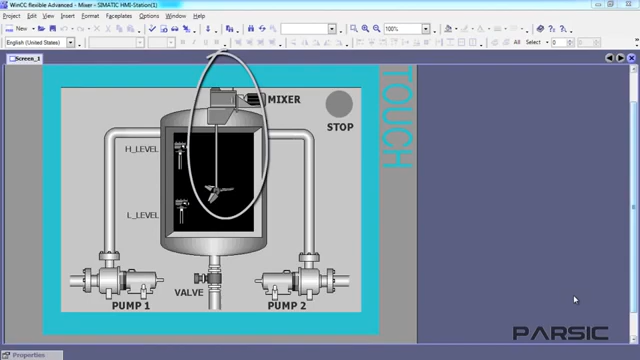 WinCC flexible Advanced - Mixer - SIMATIC HMI-Station(1)
Project Edit View Insert Format Faceplates Options Window Help
New
100%
English (United States)
All Select 0
Screen_1
TOUCH
MIXER
STOP
H_LEVEL
L_LEVEL
VALVE
PUMP 1
PUMP 2
PARSIC
Properties